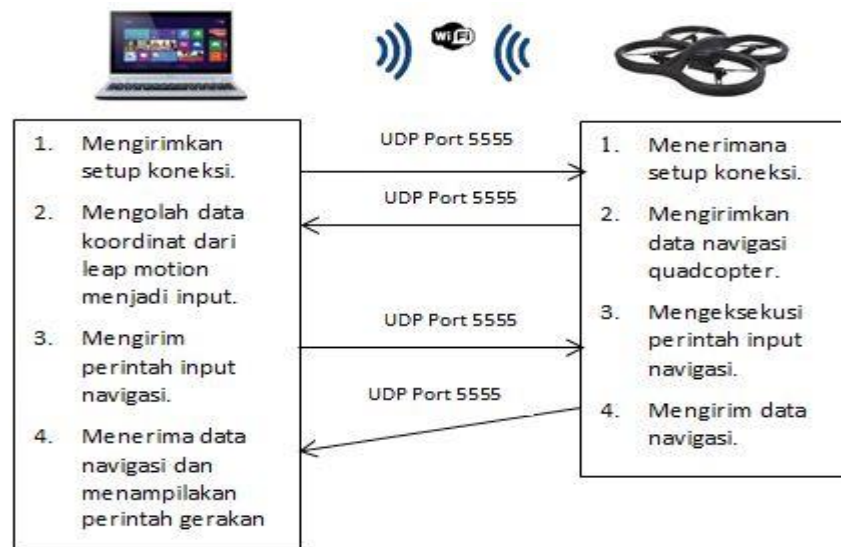 Wi Fi
1. Mengirimkan
setup koneksi.
2. Mengolah data
koordinat dari
leap motion
menjadi input.
3. Mengirim
perintah input
navigasi.
4. Menerima data
navigasi dan
menampilakan
perintah gerakan
UDP Port 5555
UDP Port 5555
UDP Port 5555
UDP Port 5555
1. Menerimana
setup koneksi.
2. Mengirimkan
data navigasi
quadcopter.
3. Mengeksekusi
perintah input
navigasi.
4. Mengirim data
navigasi.